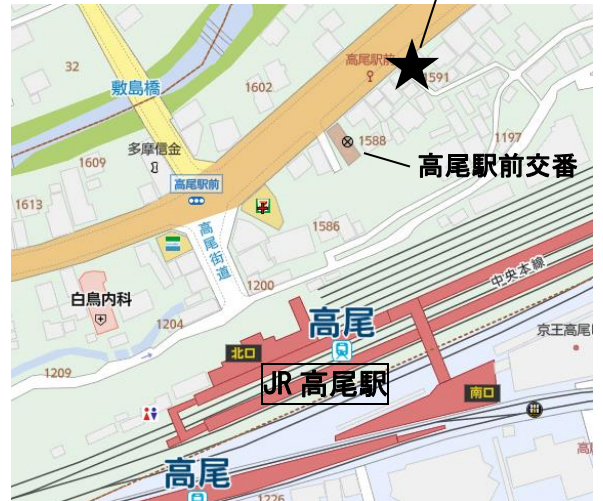 32
敷島橋
1602
高尾駅前
1591
多摩信金
1609
1588
1197
高尾駅前交番
高尾駅前
1613
高尾街道
1586
中央本線
白鳥内科
1200
1204
高尾
京王高尾
北口
1209
JR高尾駅
南口
高尾
1226